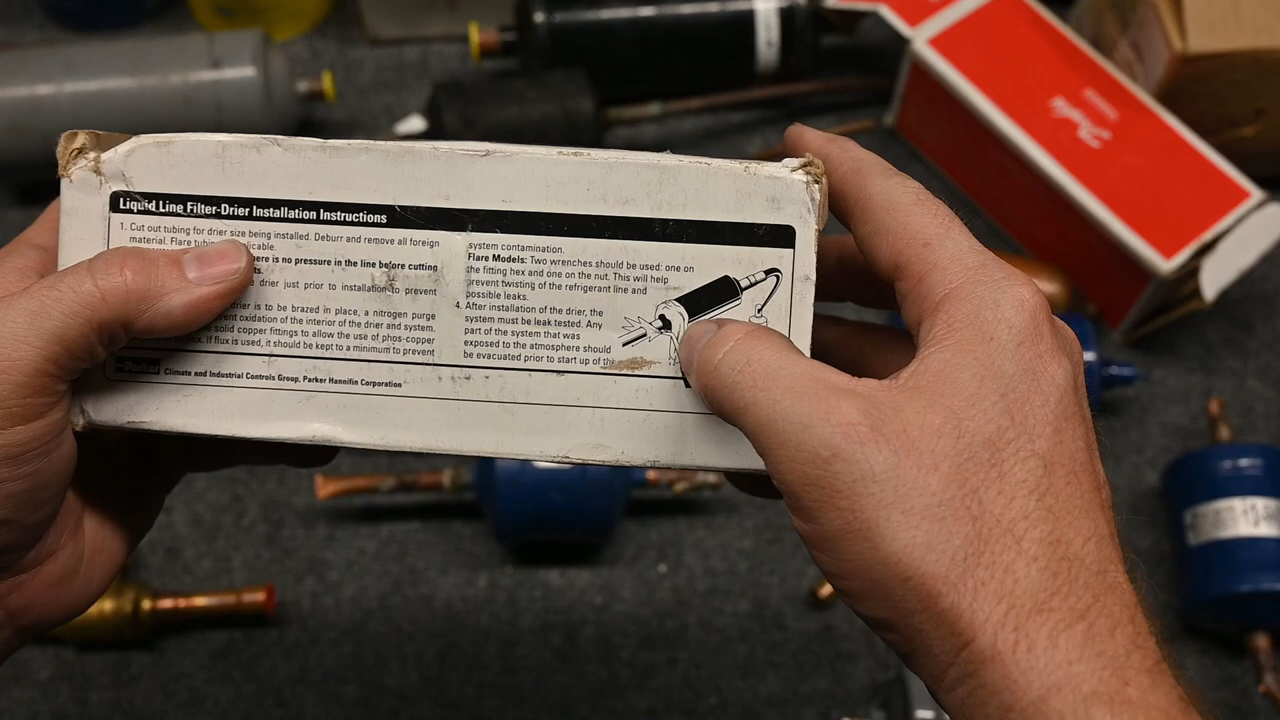 Liquid Line Filter-Drier Installation Instructions
1. Cut out tubing for drier size being installed. Deburr and remove all foreign
material. Flare
here is no pressure in the line before cutting
drier just prior to installation to prevent
drier is to be brazed in place, a nitrogen purge
oxidation of the interior of the drier and system.
solid copper fittings to allow the use of phos-copper
If flux is used, it should be kept to a minimum to prevent
system contamination.
Flare Models: Two wrenches should be used: one on
the fitting hex and one on the nut. This will help
prevent twisting of the refrigerant line and
possible leaks.
4. After installation of the drier, the
system must be leak tested. Any
part of the system that was
exposed to the atmosphere should
be evacuated prior to start up of the
Parker Climate and Industrial Controls Group, Parker Hannifin Corporation